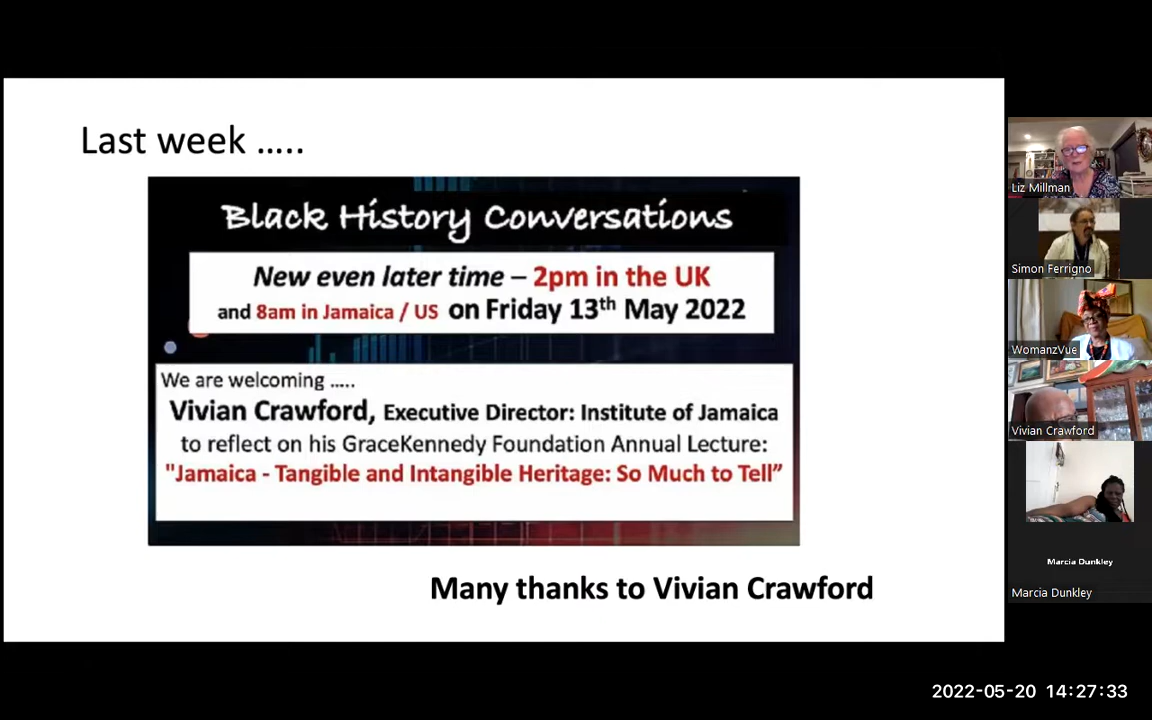 Last week …..
Black History Conversations
New even later time – 2pm in the UK
and 8am in Jamaica / US on Friday 13th May 2022
We are welcoming …..
Vivian Crawford, Executive Director: Institute of Jamaica
to reflect on his GraceKennedy Foundation Annual Lecture:
"Jamaica - Tangible and Intangible Heritage: So Much to Tell”
Many thanks to Vivian Crawford
Liz Millman
Simon Ferrigno
WomanzVue
Vivian Crawford
Marcia Dunkley
Marcia Dunkley
2022-05-20 14:27:33